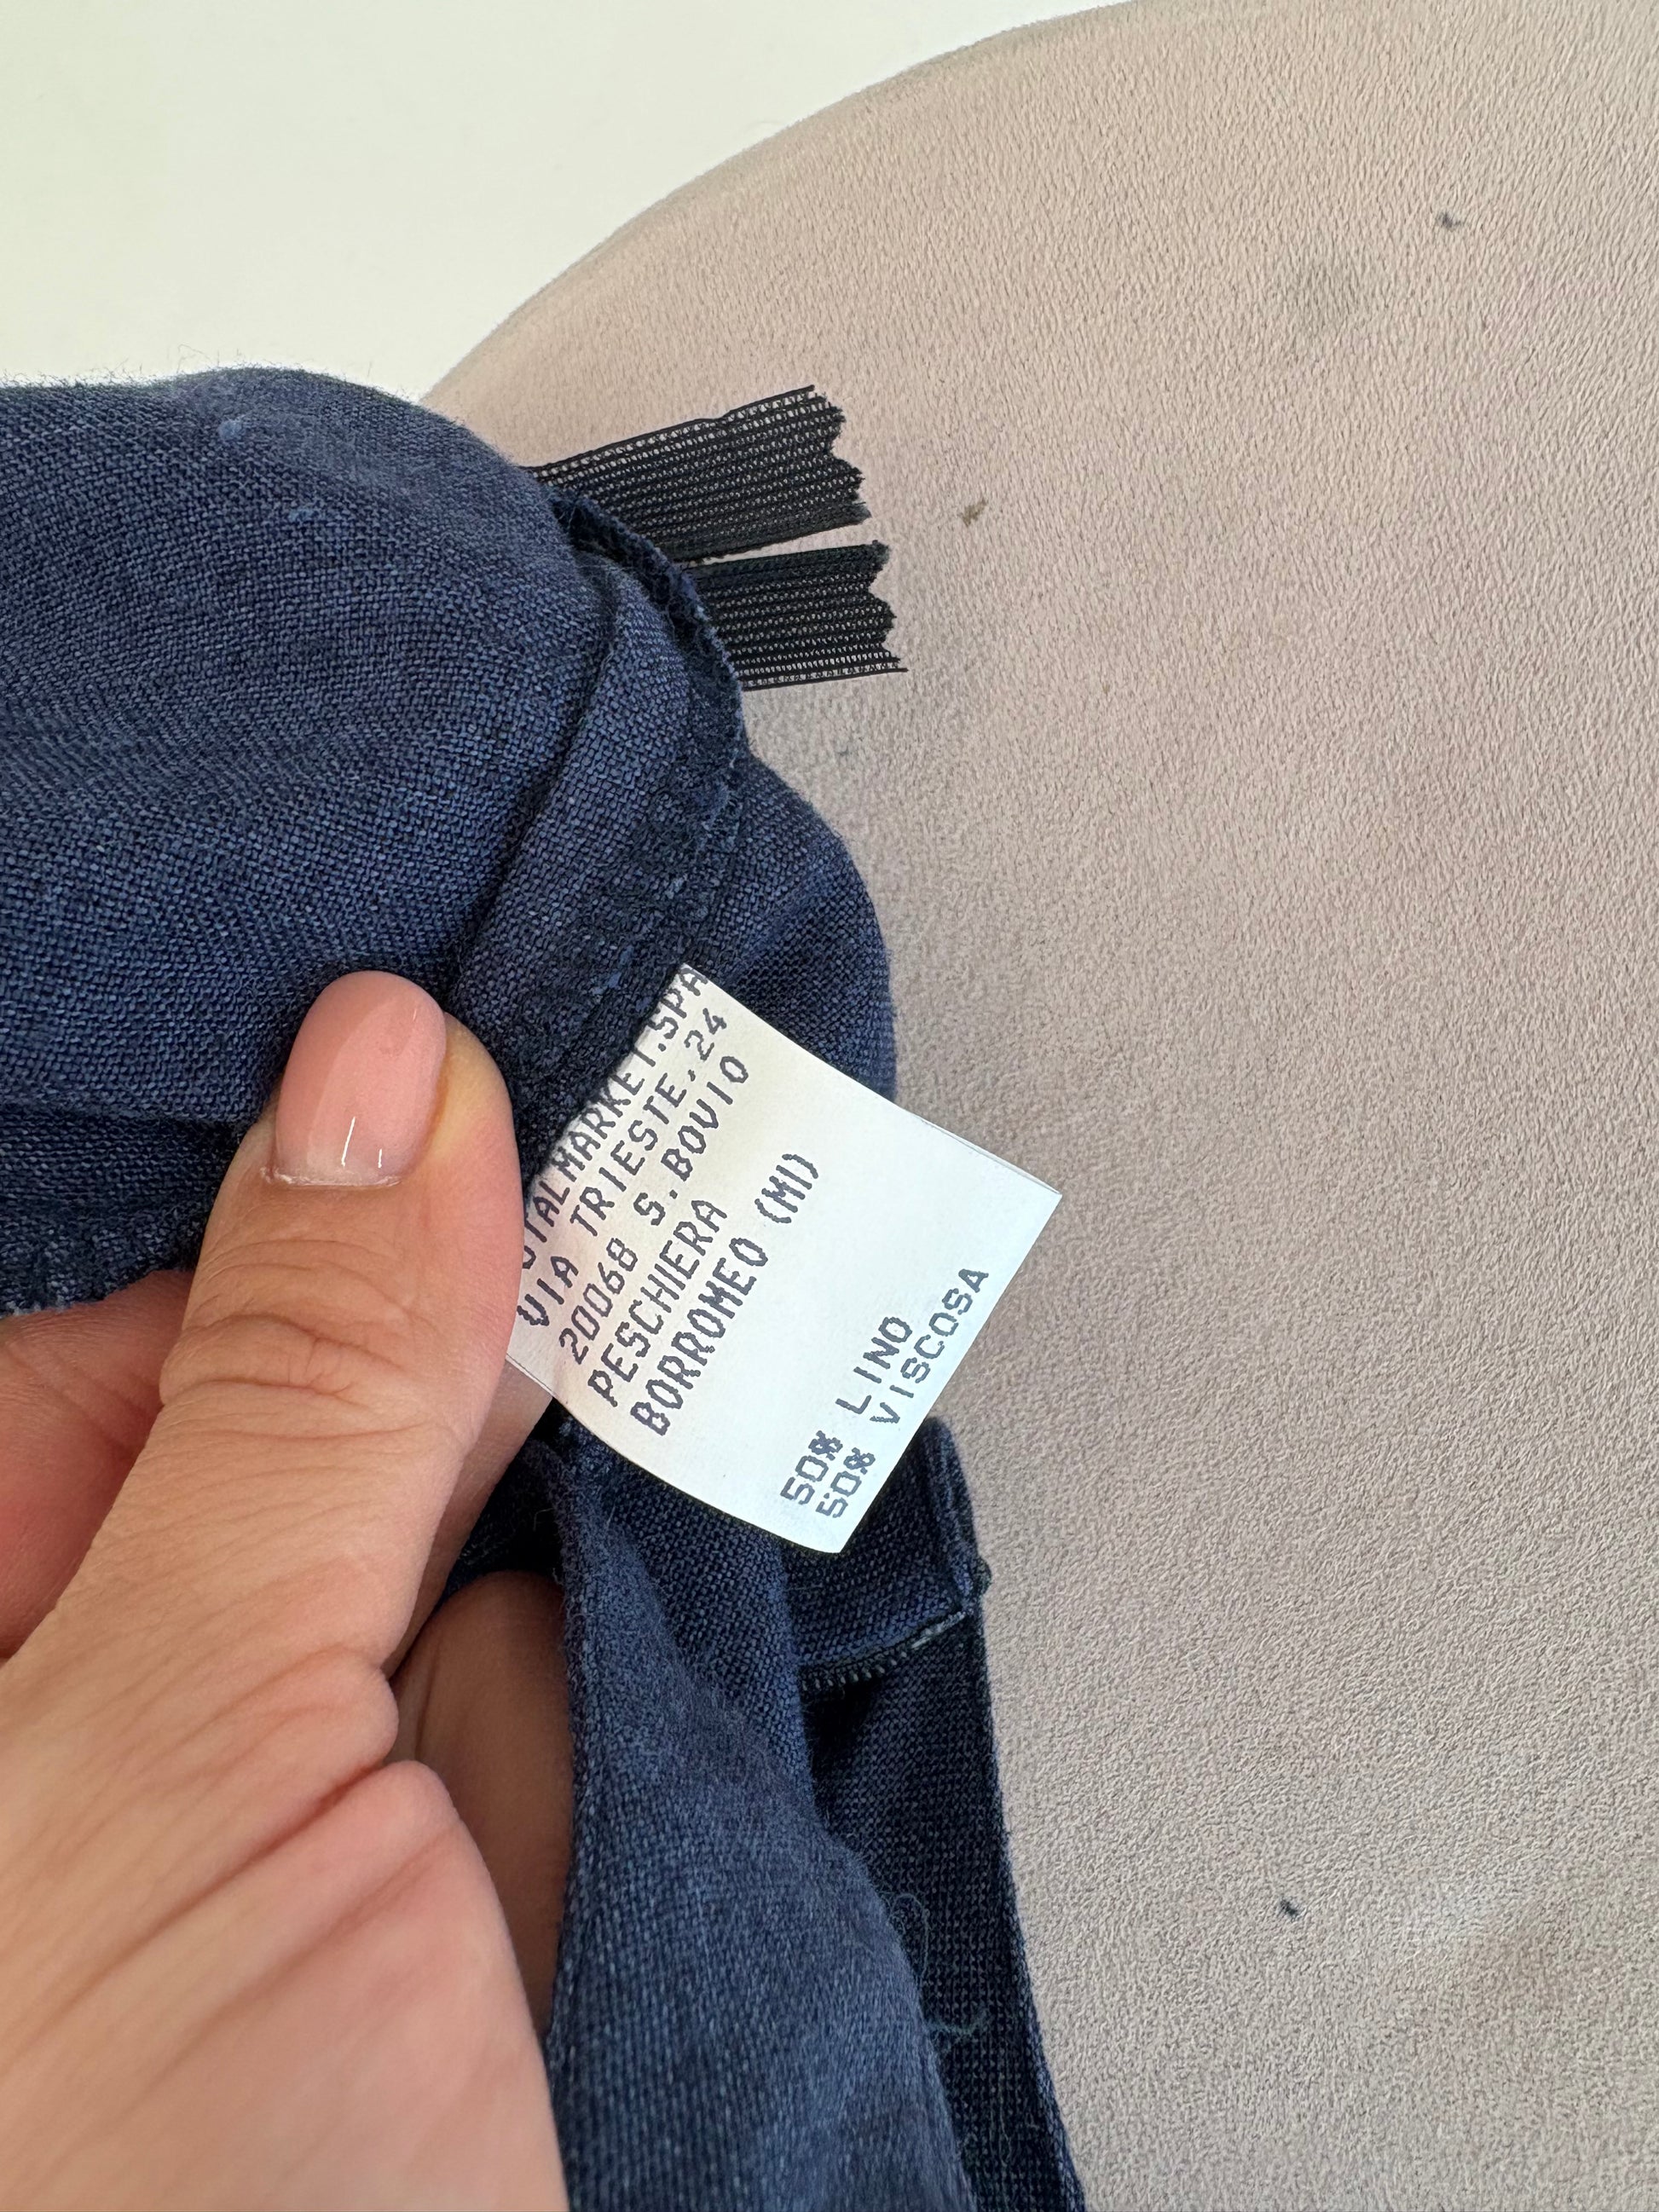 VIA TRIESTE,24
20068 S.BOVIO
PESCHIERA
BORROMEO (MI)
50% LINO
50% VISCOSA